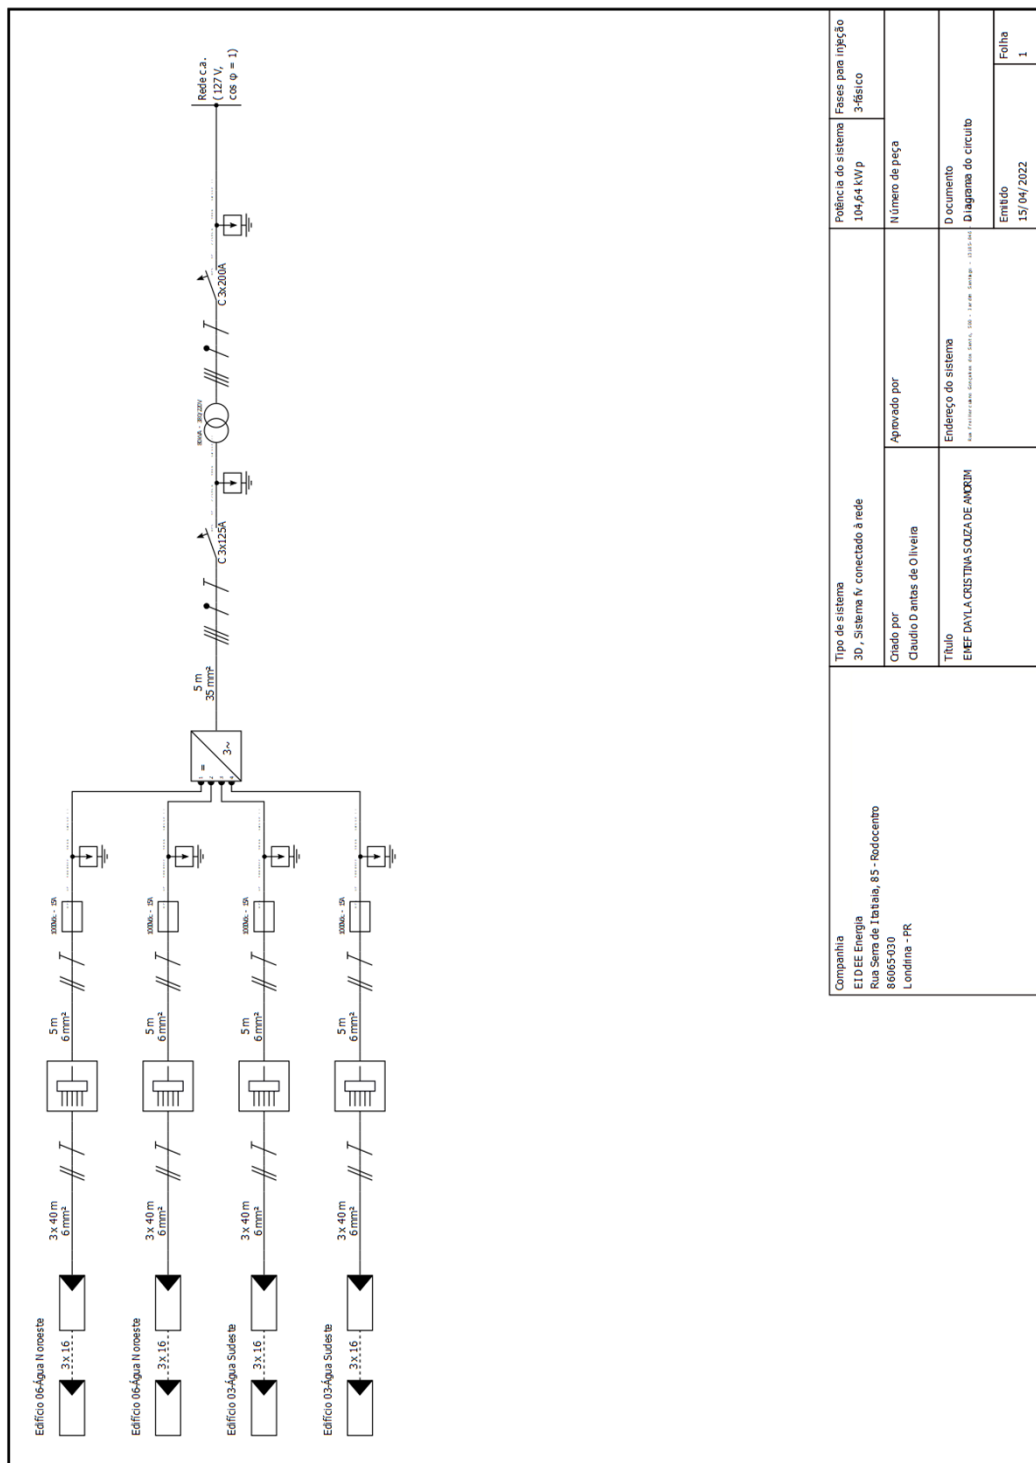 Edifício 06-Água Noroeste
3 x 16
3 x 40 m
6 mm²
5 m
6 mm²
Edifício 06-Água Noroeste
3 x 16
3 x 40 m
6 mm²
5 m
6 mm²
Edifício 03-Água Sudeste
3 x 16
3 x 40 m
6 mm²
5 m
6 mm²
Edifício 03-Água Sudeste
3 x 16
3 x 40 m
6 mm²
5 m
6 mm²
1
2
3
4
=
3~
5 m
35 mm²
C 3x125A
C 3x200A
Rede c.a.
(127 V,
cos φ = 1)
Companhia
EIDEE Energia
Rua Serra de Itatiaia, 85 - Rodocentro
86065-030
Londrina - PR
Tipo de sistema
3D, Sistema fv conectado à rede
Potência do sistema
104,64 kWp
Fases para injeção
3-fásico
Criado por
Claudio Dantas de Oliveira
Aprovado por
Número de peça
Título
EMEF DAYLA CRISTINA SOUZA DE AMORIM
Endereço do sistema
Documento
Diagrama do circuito
Emitido
15/04/2022
Folha
1